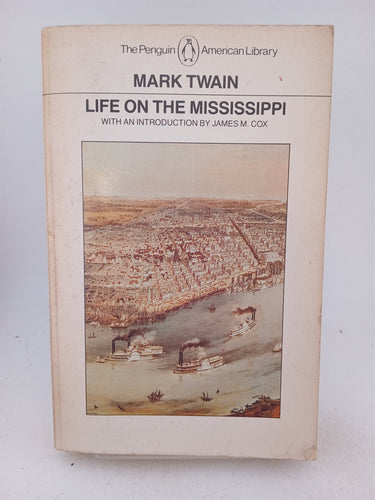 The Penguin American Library
MARK TWAIN
LIFE ON THE MISSISSIPPI
WITH AN INTRODUCTION BY JAMES M. COX